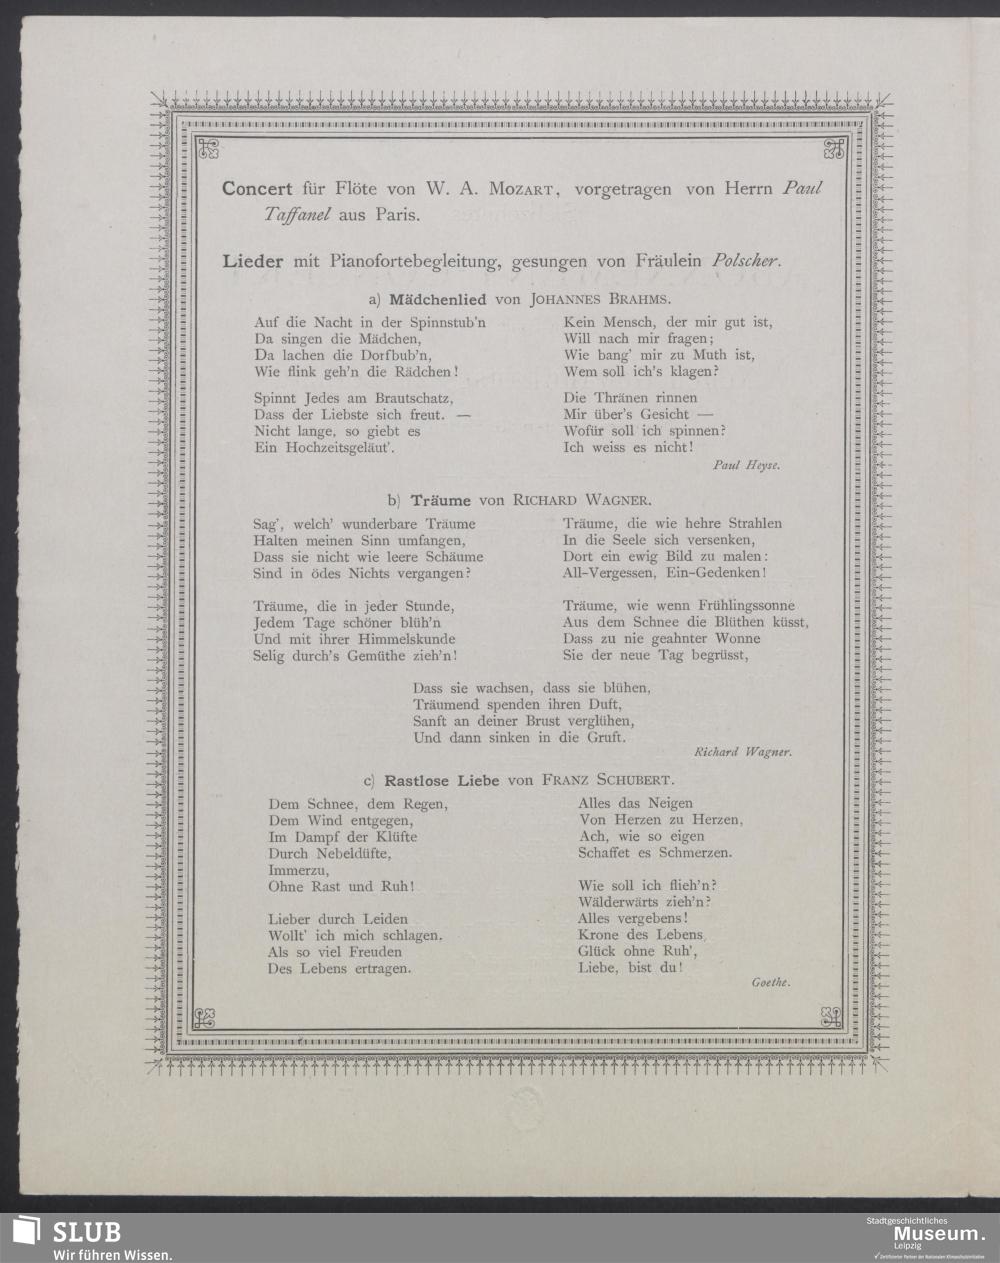 Concert für Flöte von W. A. MOZART, vorgetragen von Herrn Paul
Taffanel aus Paris.
Lieder mit Pianofortebegleitung, gesungen von Fräulein Polscher.
a) Mädchenlied von JOHANNES BRAHMS.
Auf die Nacht in der Spinnstub'n
Da singen die Mädchen,
Da lachen die Dorfbub'n,
Wie flink geh'n die Rädchen!
Spinnt Jedes am Brautschatz,
Dass der Liebste sich freut. —
Nicht lange, so giebt es
Ein Hochzeitsgeläut'.
Kein Mensch, der mir gut ist,
Will nach mir fragen;
Wie bang' mir zu Muth ist,
Wem soll ich's klagen?
Die Thränen rinnen
Mir über's Gesicht —
Wofür soll ich spinnen?
Ich weiss es nicht!
Paul Heyse.
b) Träume von RICHARD WAGNER.
Sag', welch' wunderbare Träume
Halten meinen Sinn umfangen,
Dass sie nicht wie leere Schäume
Sind in ödes Nichts vergangen?
Träume, die in jeder Stunde,
Jedem Tage schöner blüh'n
Und mit ihrer Himmelskunde
Selig durch's Gemüthe zieh'n!
Träume, die wie hehre Strahlen
In die Seele sich versenken,
Dort ein ewig Bild zu malen:
All-Vergessen, Ein-Gedenken!
Träume, wie wenn Frühlingssonne
Aus dem Schnee die Blüthen küsst,
Dass zu nie geahnter Wonne
Sie der neue Tag begrüsst,
Dass sie wachsen, dass sie blühen,
Träumend spenden ihren Duft,
Sanft an deiner Brust verglühen,
Und dann sinken in die Gruft.
Richard Wagner.
c) Rastlose Liebe von FRANZ SCHUBERT.
Dem Schnee, dem Regen,
Dem Wind entgegen,
Im Dampf der Klüfte
Durch Nebeldüfte,
Immerzu,
Ohne Rast und Ruh!
Lieber durch Leiden
Wollt' ich mich schlagen.
Als so viel Freuden
Des Lebens ertragen.
Alles das Neigen
Von Herzen zu Herzen,
Ach, wie so eigen
Schaffet es Schmerzen.
Wie soll ich flieh'n?
Wälderwärts zieh'n?
Alles vergebens!
Krone des Lebens,
Glück ohne Ruh',
Liebe, bist du!
Goethe.
SLUB
Wir führen Wissen.
Stadtgeschichtliches
Museum.
Leipzig
Zertifizierter Partner der Nationalen Klimaschutzinitiative